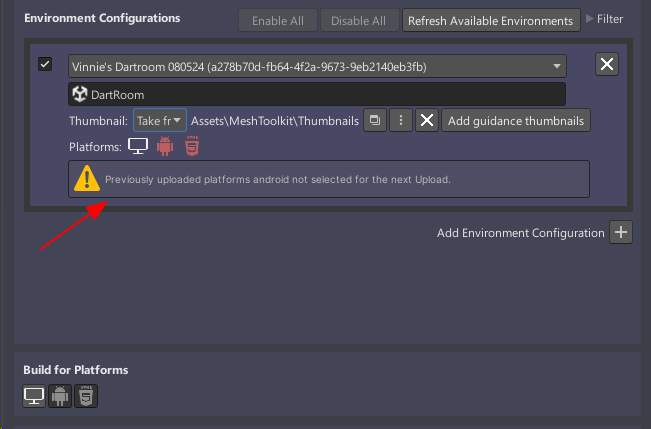 Environment Configurations
Enable All
Disable All
Refresh Available Environments
Filter
Vinnie's Dartroom 080524 (a278b70d-fb64-4f2a-9673-9eb2140eb3fb)
DartRoom
Thumbnail: Take fr Assets\MeshToolkit\Thumbnails Add guidance thumbnails
Platforms:
Previously uploaded platforms android not selected for the next Upload.
Add Environment Configuration
Build for Platforms